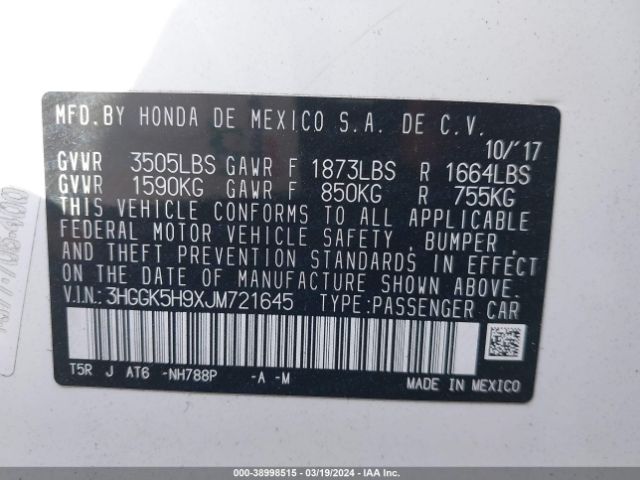 MFD.BY HONDA DE MEXICO S.A. DE C.V.
10/'17
GVWR 3505LBS GAWR F 1873LBS R 1664LBS
GVWR 1590KG GAWR F 850KG R 755KG
THIS VEHICLE CONFORMS TO ALL APPLICABLE
FEDERAL MOTOR VEHICLE SAFETY , BUMPER ,
AND THEFT PREVENTION STANDARDS IN EFFECT
ON THE DATE OF MANUFACTURE SHOWN ABOVE.
V.I.N.: 3HGGK5H9XJM721645 TYPE:PASSENGER CAR
T5R J AT6 -NH788P -A -M
MADE IN MEXICO
000-38998515 - 03/19/2024 - IAA Inc.